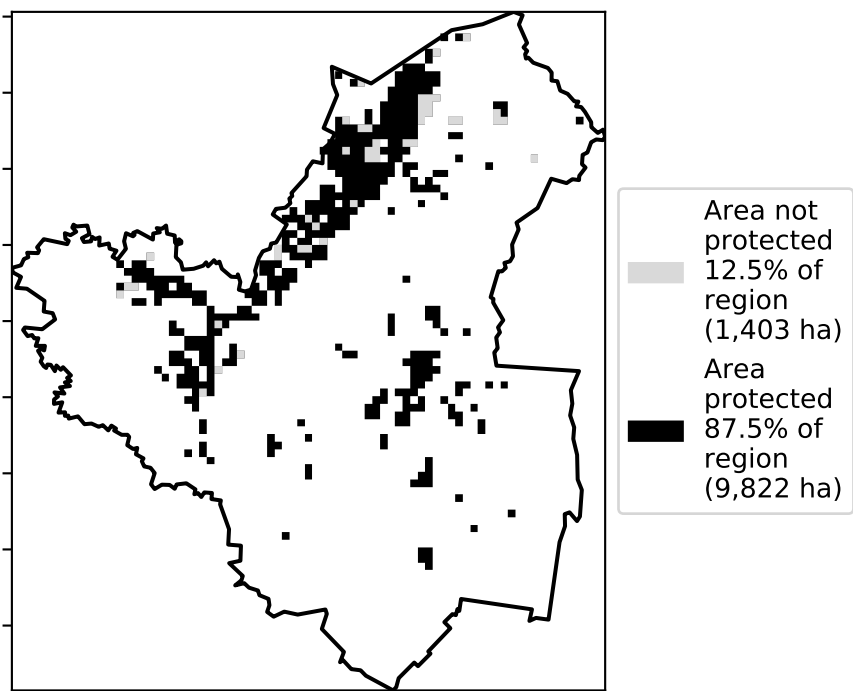 Area not
protected
12.5% of
region
(1,403 ha)
Area
protected
87.5% of
region
(9,822 ha)